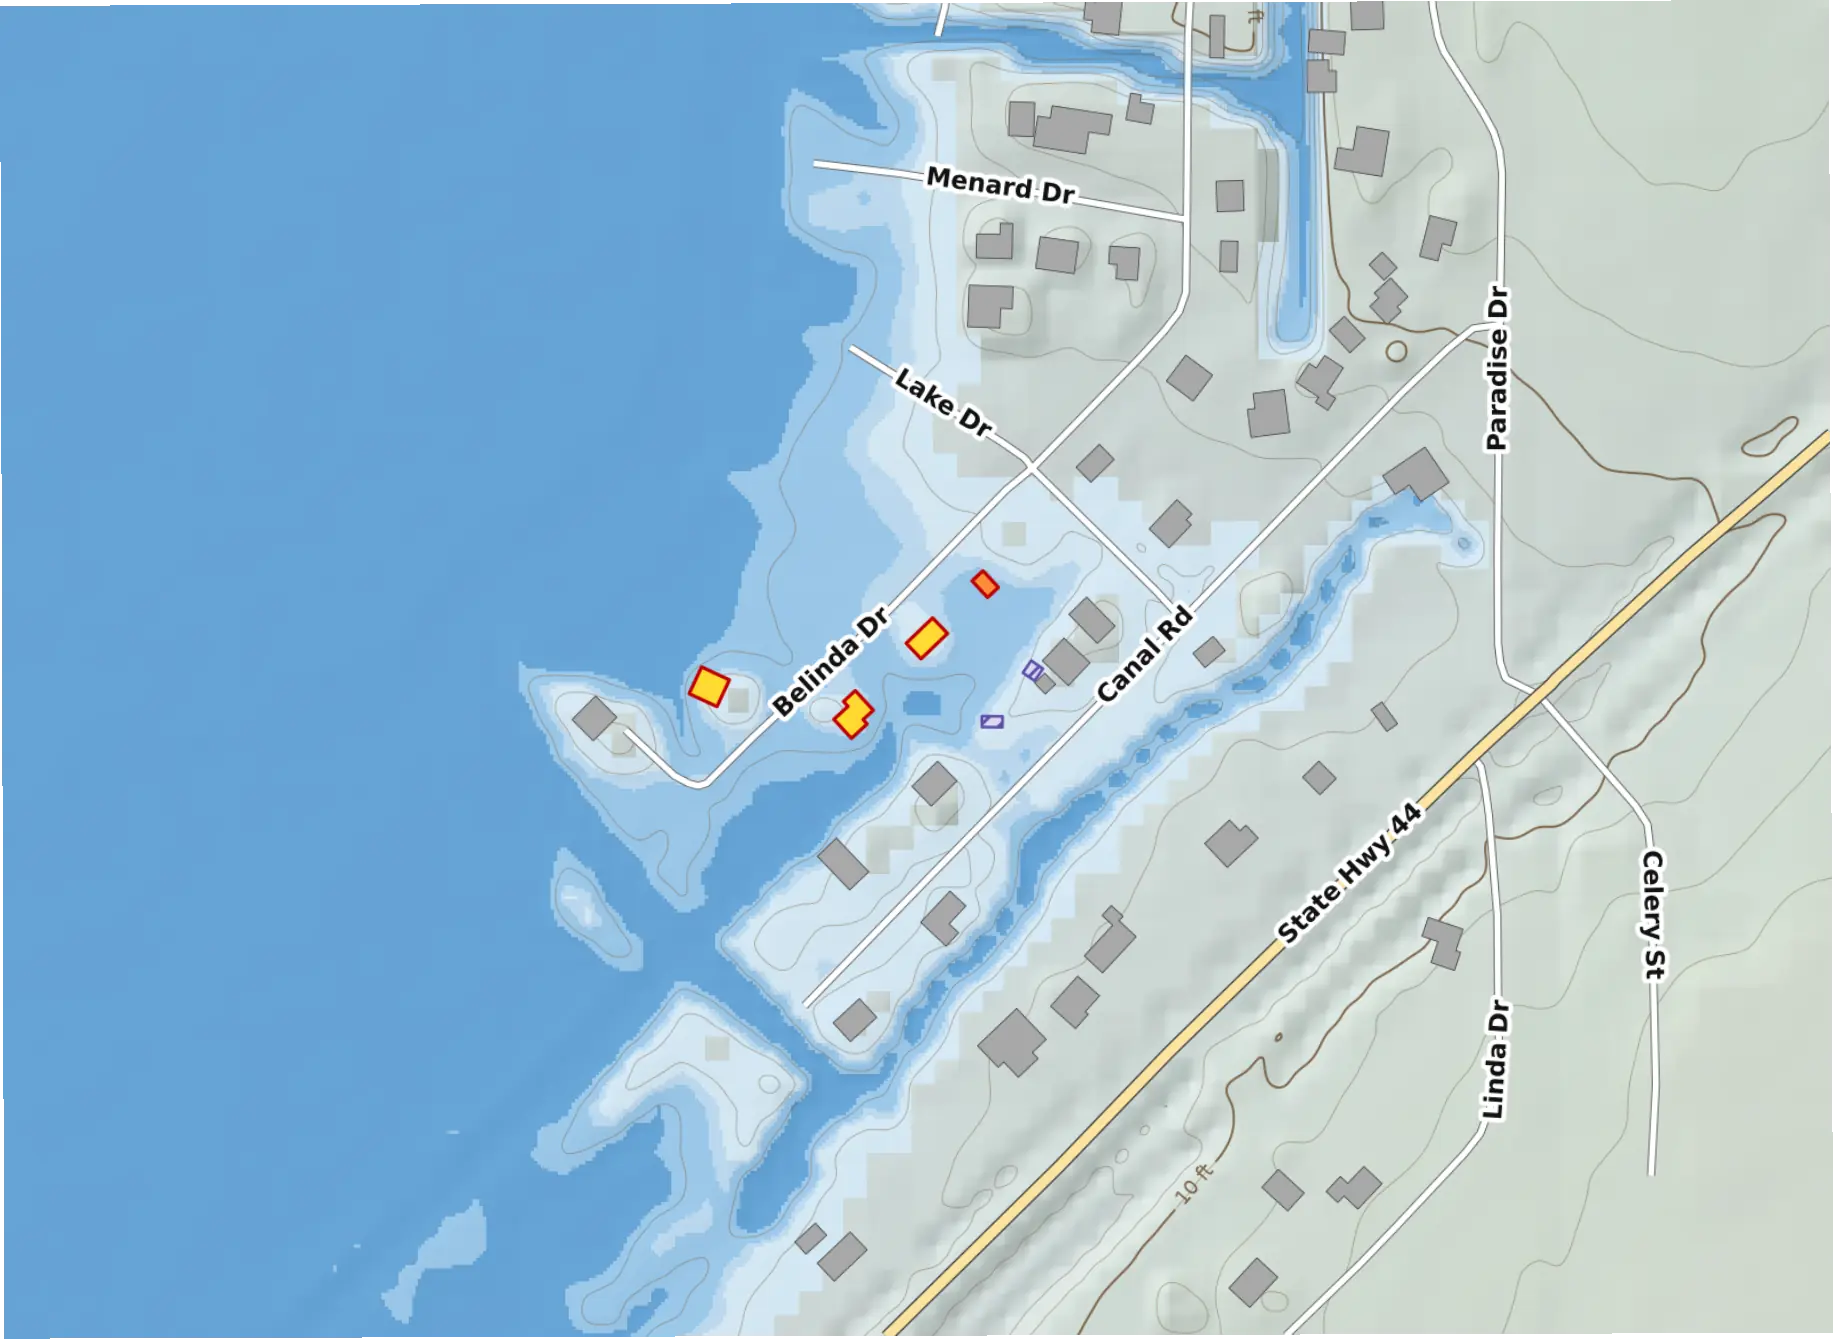 ft
Menard Dr
Lake Dr
Paradise Dr
Belinda Dr
Canal Rd
State Hwy 44
Celery St
Linda Dr
10 ft